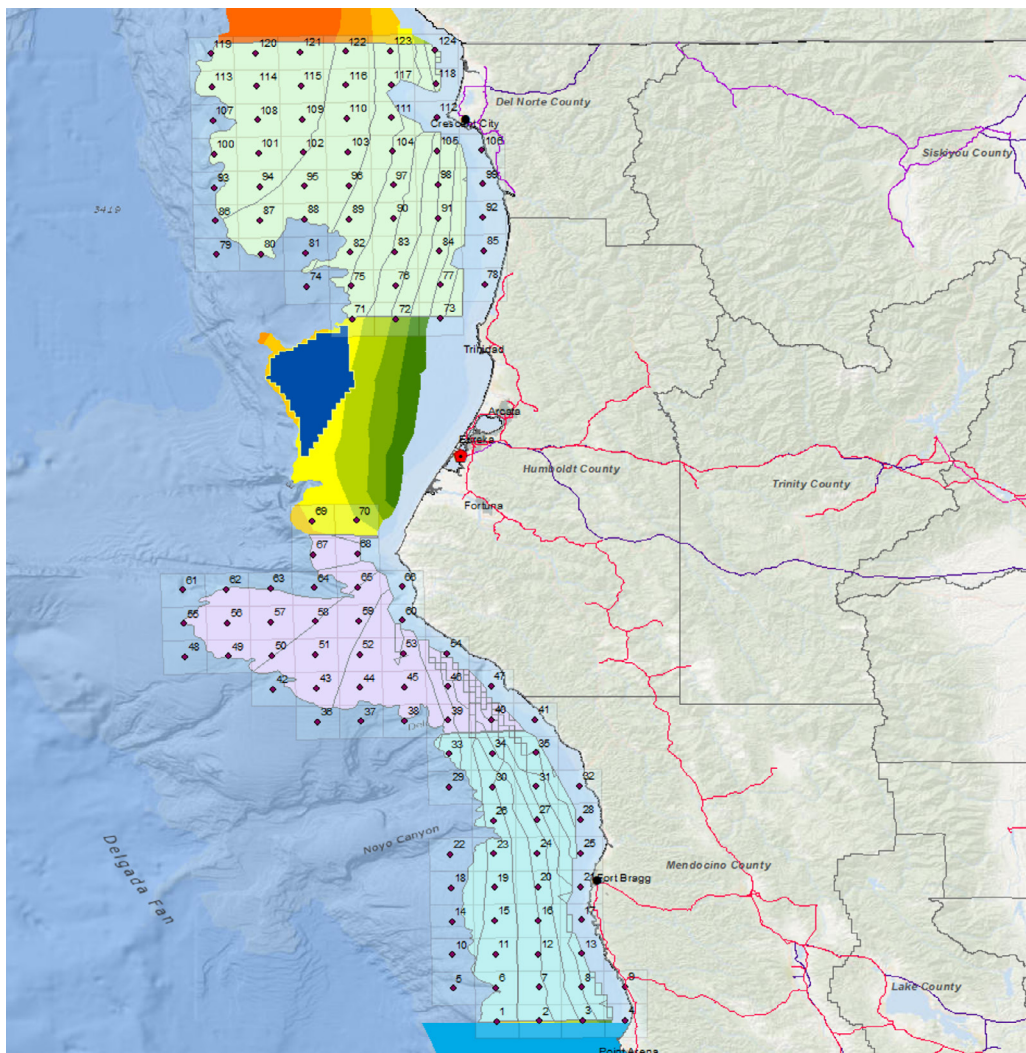 119 120 121 122 123 124
113 114 115 116 117 118
Del Norte County
107 108 109 110 111 112
Crescent City
100 101 102 103 104 105 106
Siskiyou County
93 94 95 96 97 98 99
3419
86 87 88 89 90 91 92
79 80 81 82 83 84 85
74 75 76 77 78
71 72 73
Trinidad
Arcata
Eureka
Humboldt County
Trinity County
Fortuna
69 70
67 68
61 62 63 64 65 66
55 56 57 58 59 60
48 49 50 51 52 53 54
42 43 44 45 46 47
36 37 38 39 40 41
33 34 35
29 30 31 32
26 27 28
Noyo Canyon
Delgada Fan
22 23 24 25
Mendocino County
18 19 20 21
Fort Bragg
14 15 16 17
10 11 12 13
5 6 7 8 9
Lake County
1 2 3 4
Point Arena